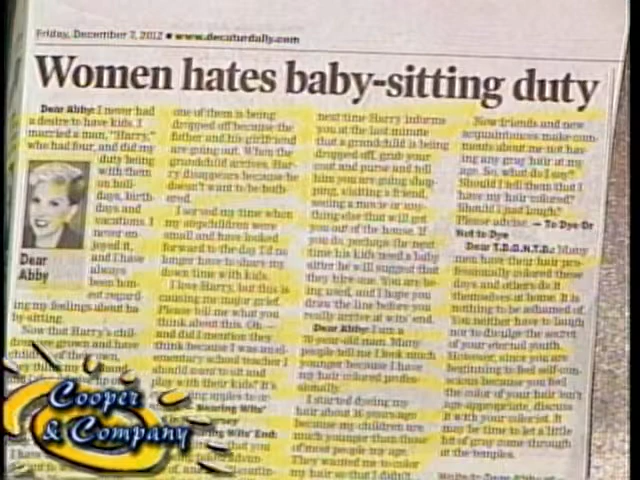 Friday, December 7, 2012 ■ www.decaturdaily.com
Women hates baby-sitting duty
Dear Abby: I never had
a desire to have kids. I
married a man, "Harry,"
who had four, and did my
duty being
with them
on holi-
days, birth-
days and
vacations. I
never en-
joyed it,
and I have
always
been hon-
est regard-
ing my feelings about ba-
by-sitting.
Now that Harry's chil-
dren are grown and have
children of their own,
Dear
Abby
one of them is being
dropped off because the
father and his girlfriend
are going out. When the
grandchild arrives, Har-
ry disappears because he
doesn't want to be both-
ered.
I served my time when
my stepchildren were
small and have looked
forward to the day I'd no
longer have to share my
down time with kids.
I love Harry, but this is
causing me major grief.
Please tell me what you
think about this. Oh —
and did I mention they
think because I was an el-
ementary school teacher I
should want to sit and
play with their kids? It's
next time Harry informs
you at the last minute
that a grandchild is being
dropped off, grab your
coat and purse and tell
him you are going shop-
ping, visiting a friend,
seeing a movie or any-
thing else that will get
you out of the house. If
you do, perhaps the next
time his kids need a baby
sitter he will suggest that
they hire one. You are be-
ing used, and I hope you
draw the line before you
really arrive at wits' end.
Dear Abby: I am a
70-year-old man. Many
people tell me I look much
younger because I have
my hair colored profes-
sionally.
I started dyeing my
hair about 15 years ago
because my children are
much younger than those
of most people my age.
They wanted me to color
my hair so that I didn't
Now friends and new
acquaintances make com-
ments about me not hav-
ing any gray hair at my
age. So, what do I say?
Should I tell them that I
have my hair colored?
Should I just laugh?
Please advise. — To Dye Or
Not to Dye
Dear T.D.O.N.T.D.: Many
men have their hair pro-
fessionally colored these
days and others do it
themselves at home. It is
nothing to be ashamed of.
You neither have to laugh
nor to divulge the secret
of your eternal youth.
However, since you are
beginning to feel self-con-
scious because you feel
the color of your hair isn't
age-appropriate, discuss
it with your colorist. It
may be time to let a little
bit of gray come through
at the temples.
Cooper
& Company